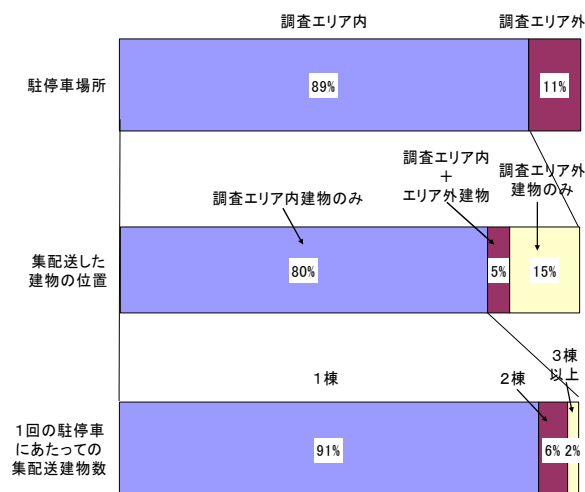 調査エリア内
調査エリア外
駐停車場所
89%
11%
調査エリア内
+
エリア外建物
調査エリア外
建物のみ
調査エリア内建物のみ
集配送した
建物の位置
80%
5%
15%
1棟
2棟
3棟
以上
1回の駐停車
にあたっての
集配送建物数
91%
6%
2%